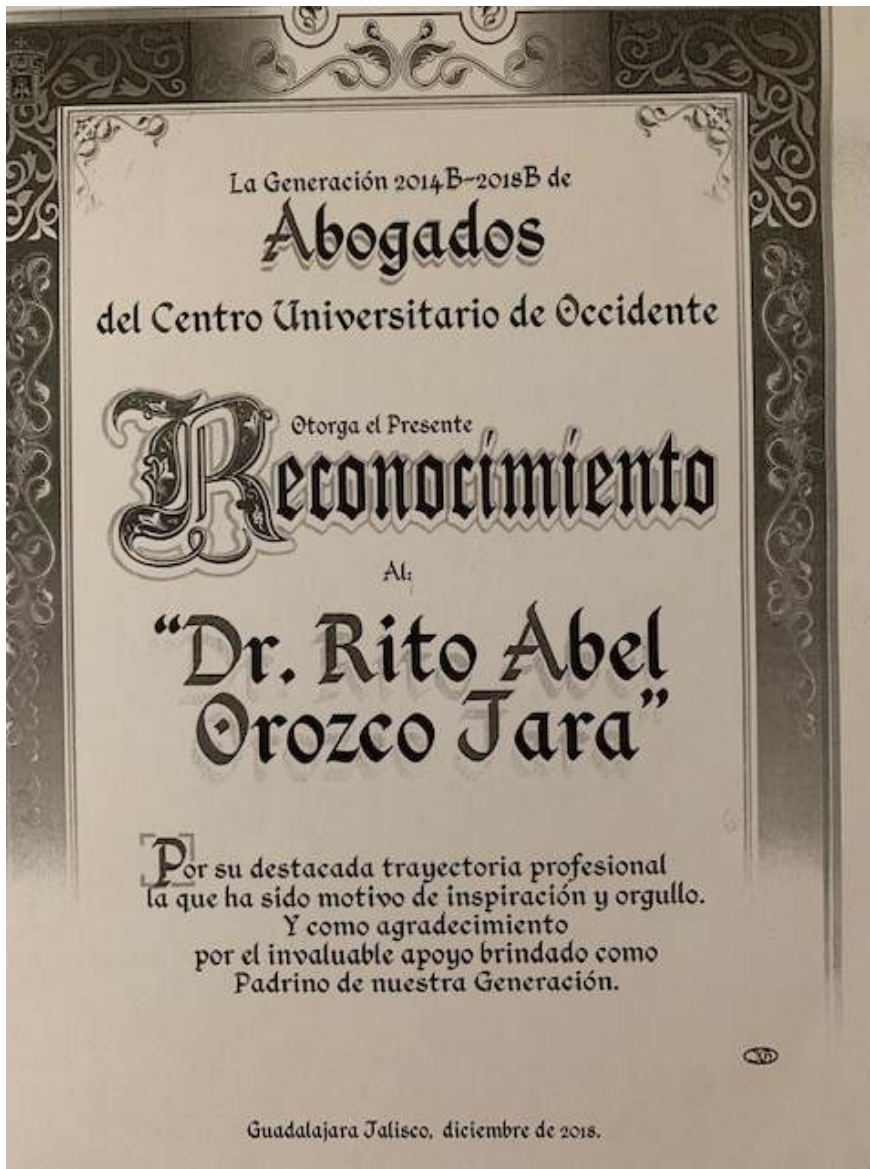 La Generación 2014B-2018B de
Abogados
del Centro Universitario de Occidente
Otorga el Presente
Reconocimiento
Al:
“Dr. Rito Abel
Orozco Jara”
Por su destacada trayectoria profesional
la que ha sido motivo de inspiración y orgullo.
Y como agradecimiento
por el invaluable apoyo brindado como
Padrino de nuestra Generación.
Guadalajara Jalisco, diciembre de 2018.